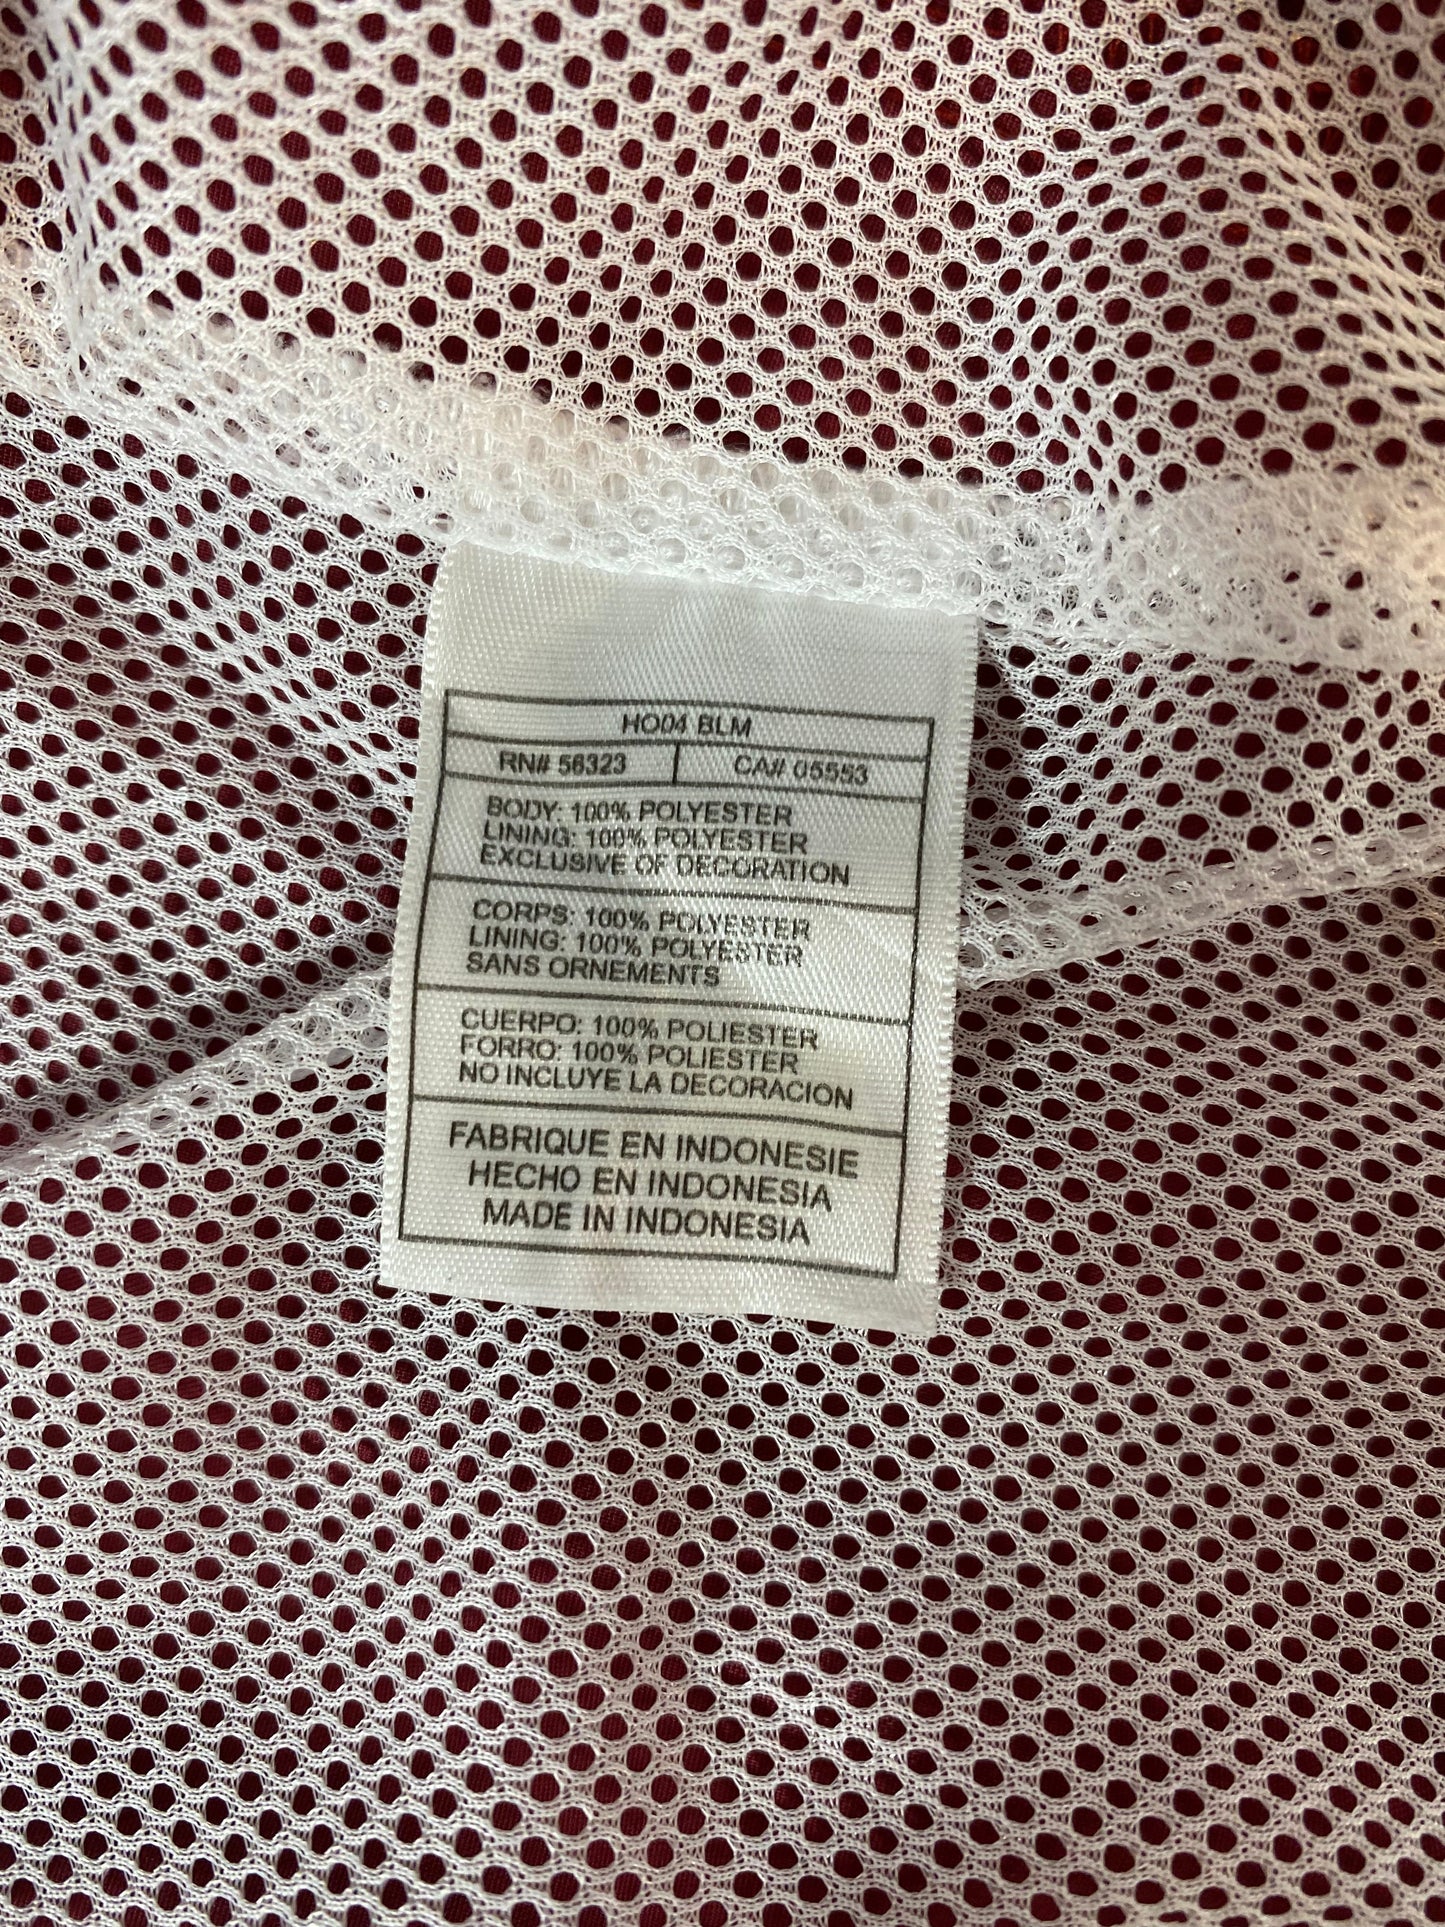 HO04 BLM
RN# 56323 CA# 05553
BODY: 100% POLYESTER
LINING: 100% POLYESTER
EXCLUSIVE OF DECORATION
CORPS: 100% POLYESTER
LINING: 100% POLYESTER
SANS ORNEMENTS
CUERPO: 100% POLIESTER
FORRO: 100% POLIESTER
NO INCLUYE LA DECORACION
FABRIQUE EN INDONESIE
HECHO EN INDONESIA
MADE IN INDONESIA